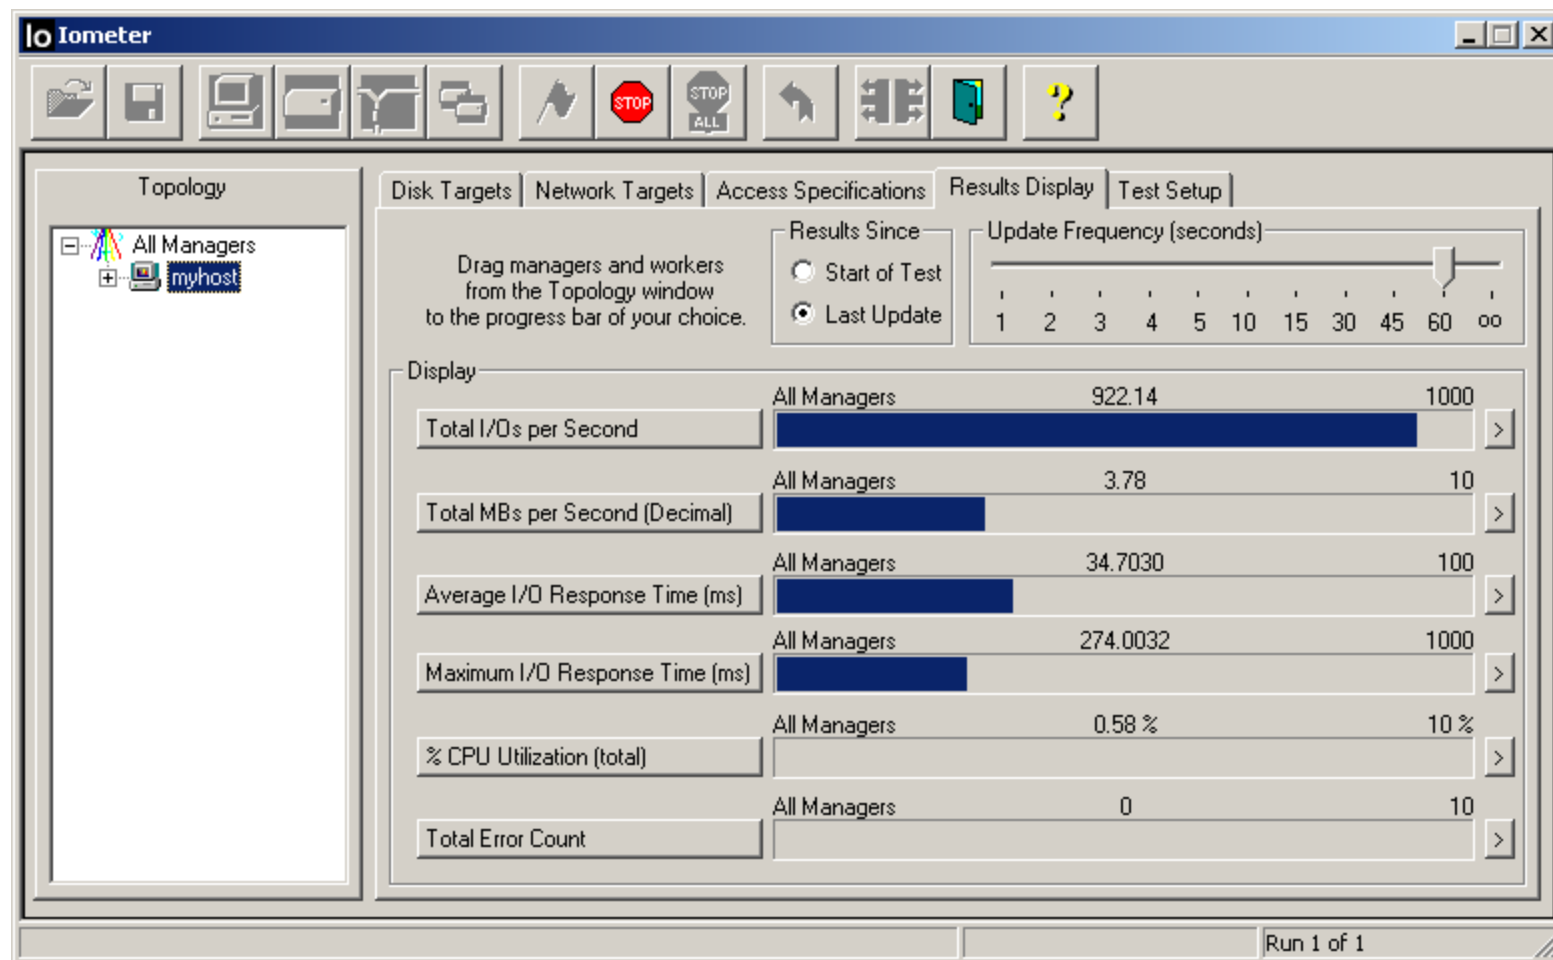 Io Iometer
STOP
STOP
ALL
?
Topology
All Managers
myhost
Disk Targets
Network Targets
Access Specifications
Results Display
Test Setup
Drag managers and workers
from the Topology window
to the progress bar of your choice.
Results Since
Start of Test
Last Update
Update Frequency (seconds)
1 2 3 4 5 10 15 30 45 60 oo
Display
All Managers 922.14 1000
Total I/Os per Second
>
All Managers 3.78 10
Total MBs per Second (Decimal)
>
All Managers 34.7030 100
Average I/O Response Time (ms)
>
All Managers 274.0032 1000
Maximum I/O Response Time (ms)
>
All Managers 0.58 % 10 %
% CPU Utilization (total)
>
All Managers 0 10
Total Error Count
>
Run 1 of 1